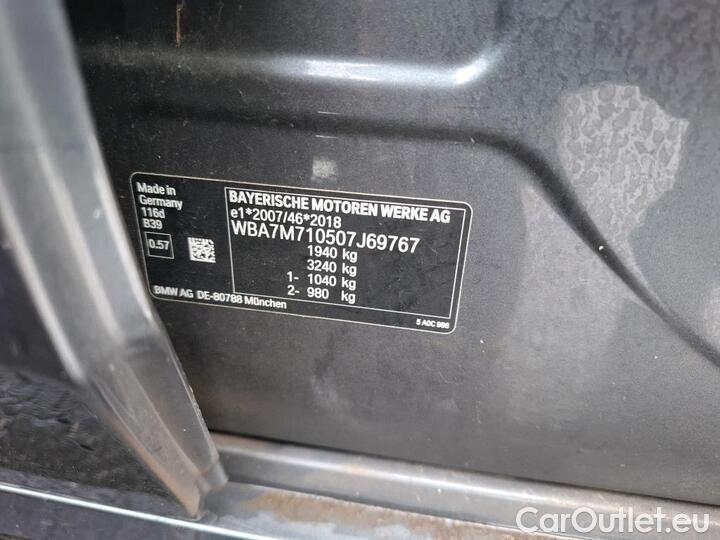 Made in
Germany
116d
B39
0.57
BMW AG DE-80788 München
BAYERISCHE MOTOREN WERKE AG
e1*2007/46*2018
WBA7M710507J69767
1940 kg
3240 kg
1- 1040 kg
2- 980 kg
5 A0C 986
CarOutlet.eu